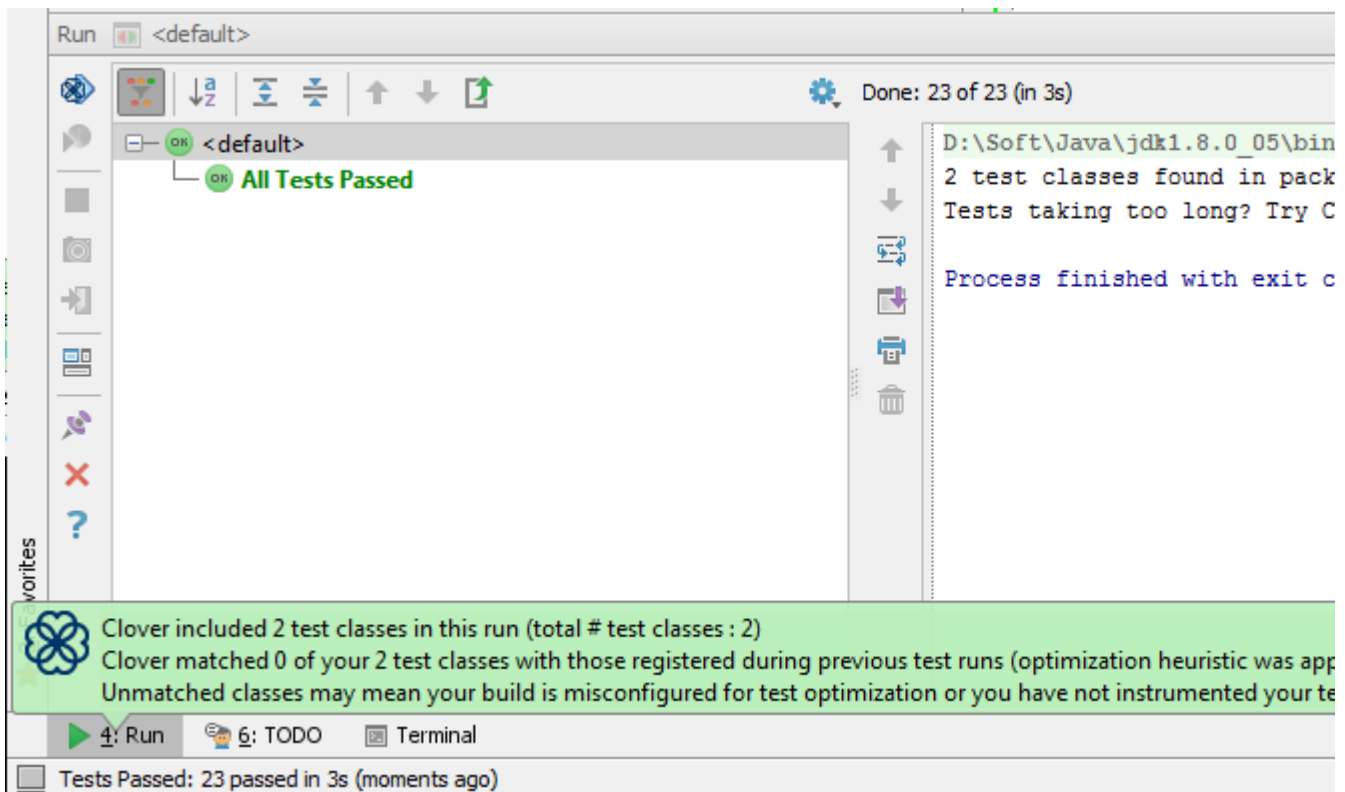 Run <default>
Done: 23 of 23 (in 3s)
<default>
All Tests Passed
D:\Soft\Java\jdk1.8.0_05\bin
2 test classes found in pack
Tests taking too long? Try C
Process finished with exit c
Favorites
Clover included 2 test classes in this run (total # test classes : 2)
Clover matched 0 of your 2 test classes with those registered during previous test runs (optimization heuristic was app
Unmatched classes may mean your build is misconfigured for test optimization or you have not instrumented your te
4: Run 6: TODO Terminal
Tests Passed: 23 passed in 3s (moments ago)